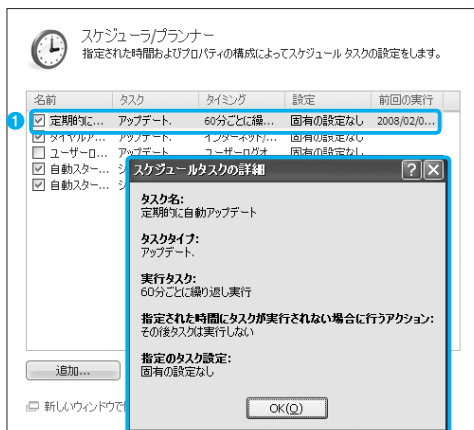 スケジューラ/プランナー
指定された時間およびプロパティの構成によってスケジュール タスクの設定をします。
名前 タスク タイミング 設定 前回の実行
1 定期的に... アップデート. 60分ごとに繰... 固有の設定なし 2008/02/0...
ダイヤルア... アップデート. インターネット/... 固有の設定なし
ユーザーロ... アップデート. ユーザーログオ... 固有の設定なし
自動スター...
自動スター...
スケジュールタスクの詳細
タスク名:
定期的に自動アップデート
タスクタイプ:
アップデート.
実行タスク:
60分ごとに繰り返し実行
指定された時間にタスクが実行されない場合に行うアクション:
その後タスクは実行しない
指定のタスク設定:
固有の設定なし
追加...
OK(O)
新しいウィンドウで